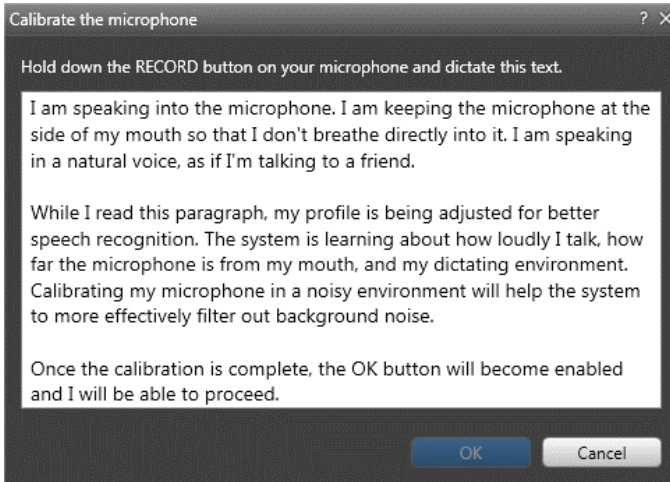 Calibrate the microphone
? ×
Hold down the RECORD button on your microphone and dictate this text.
I am speaking into the microphone. I am keeping the microphone at the
side of my mouth so that I don't breathe directly into it. I am speaking
in a natural voice, as if I'm talking to a friend.
While I read this paragraph, my profile is being adjusted for better
speech recognition. The system is learning about how loudly I talk, how
far the microphone is from my mouth, and my dictating environment.
Calibrating my microphone in a noisy environment will help the system
to more effectively filter out background noise.
Once the calibration is complete, the OK button will become enabled
and I will be able to proceed.
OK
Cancel